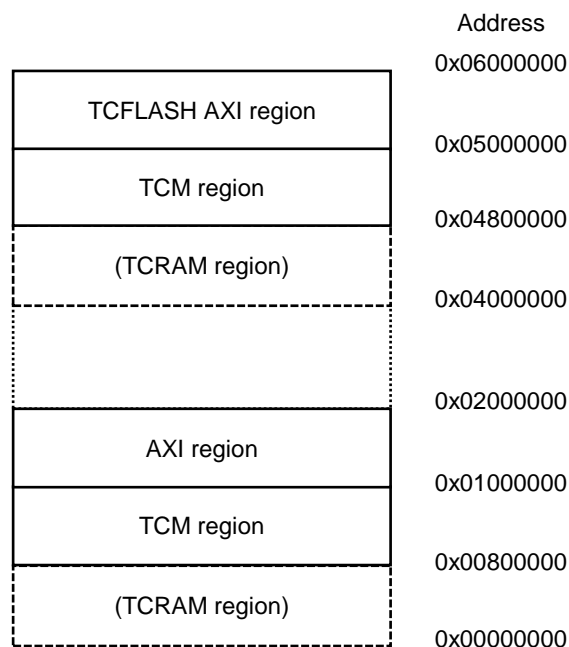 Address
0x06000000
TCFLASH AXI region
0x05000000
TCM region
0x04800000
(TCRAM region)
0x04000000
0x02000000
AXI region
0x01000000
TCM region
0x00800000
(TCRAM region)
0x00000000